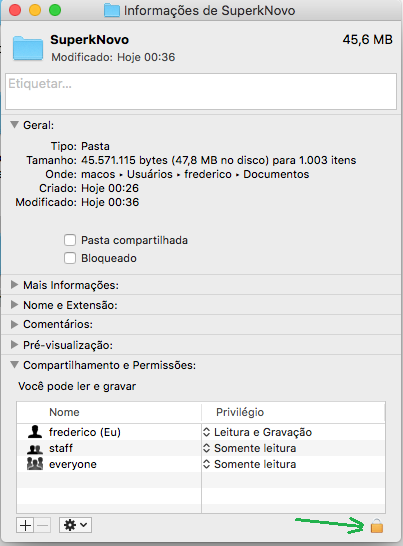 Informações de SuperkNovo
SuperkNovo 45,6 MB
Modificado: Hoje 00:36
Etiquetar...
Geral:
Tipo: Pasta
Tamanho: 45.571.115 bytes (47,8 MB no disco) para 1.003 itens
Onde: macos ‣ Usuários ‣ frederico ‣ Documentos
Criado: Hoje 00:26
Modificado: Hoje 00:36
Pasta compartilhada
Bloqueado
Mais Informações:
Nome e Extensão:
Comentários:
Pré-visualização:
Compartilhamento e Permissões:
Você pode ler e gravar
Nome Privilégio
frederico (Eu) Leitura e Gravação
staff Somente leitura
everyone Somente leitura